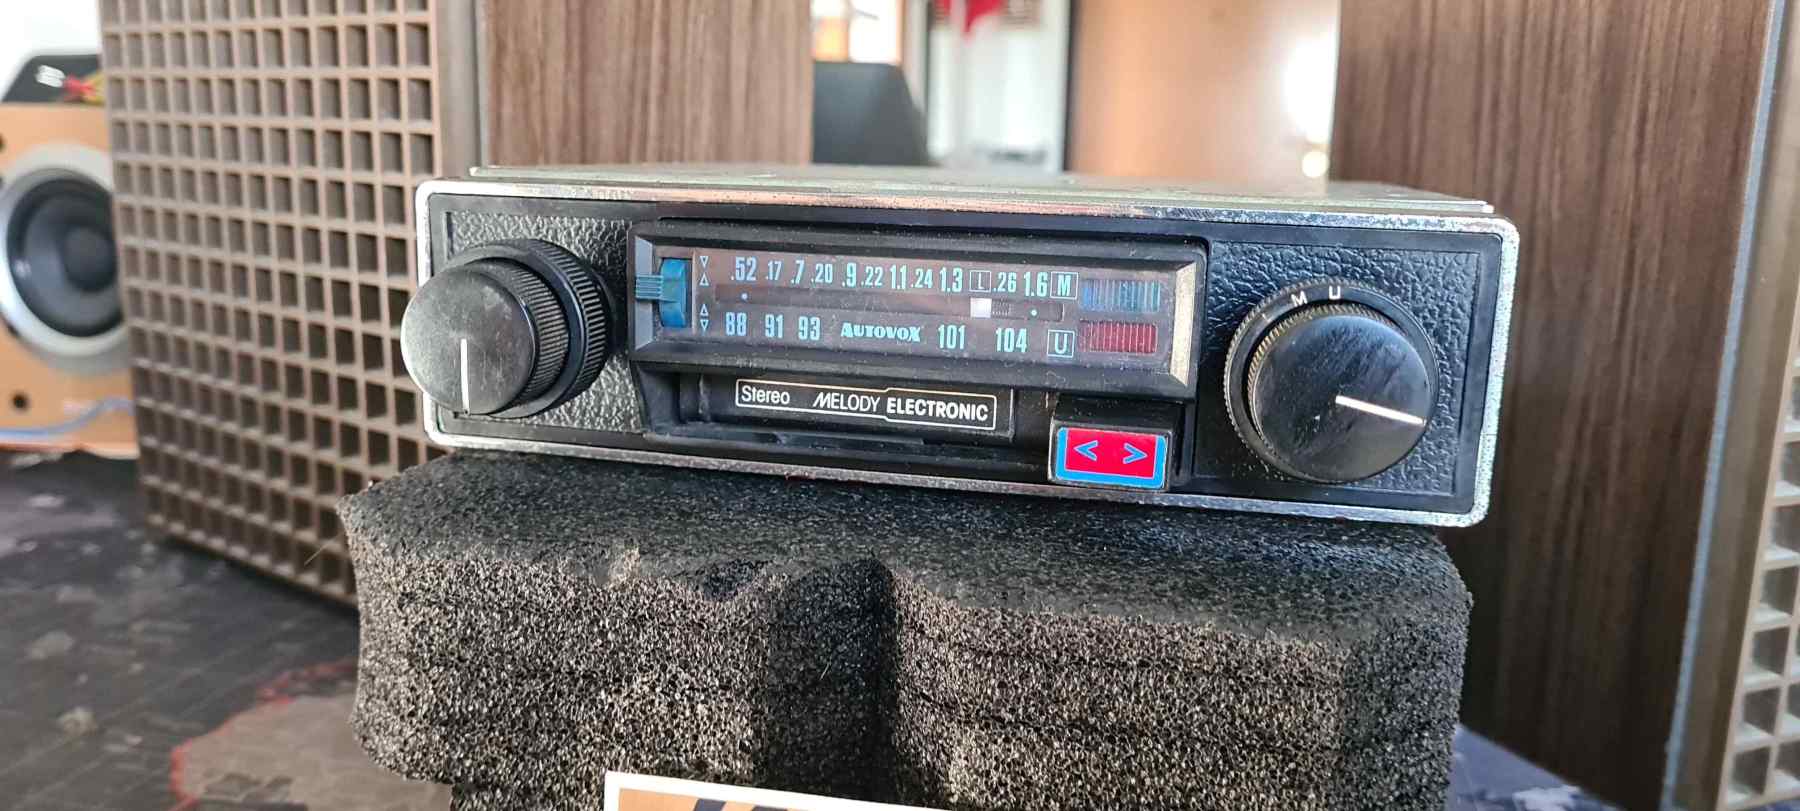 .52 .17 .7 .20 .9 .22 1.1 .24 1.3 L .26 1.6 M
88 91 93 AUTOVOX 101 104 U
Stereo MELODY ELECTRONIC
< >
L M U